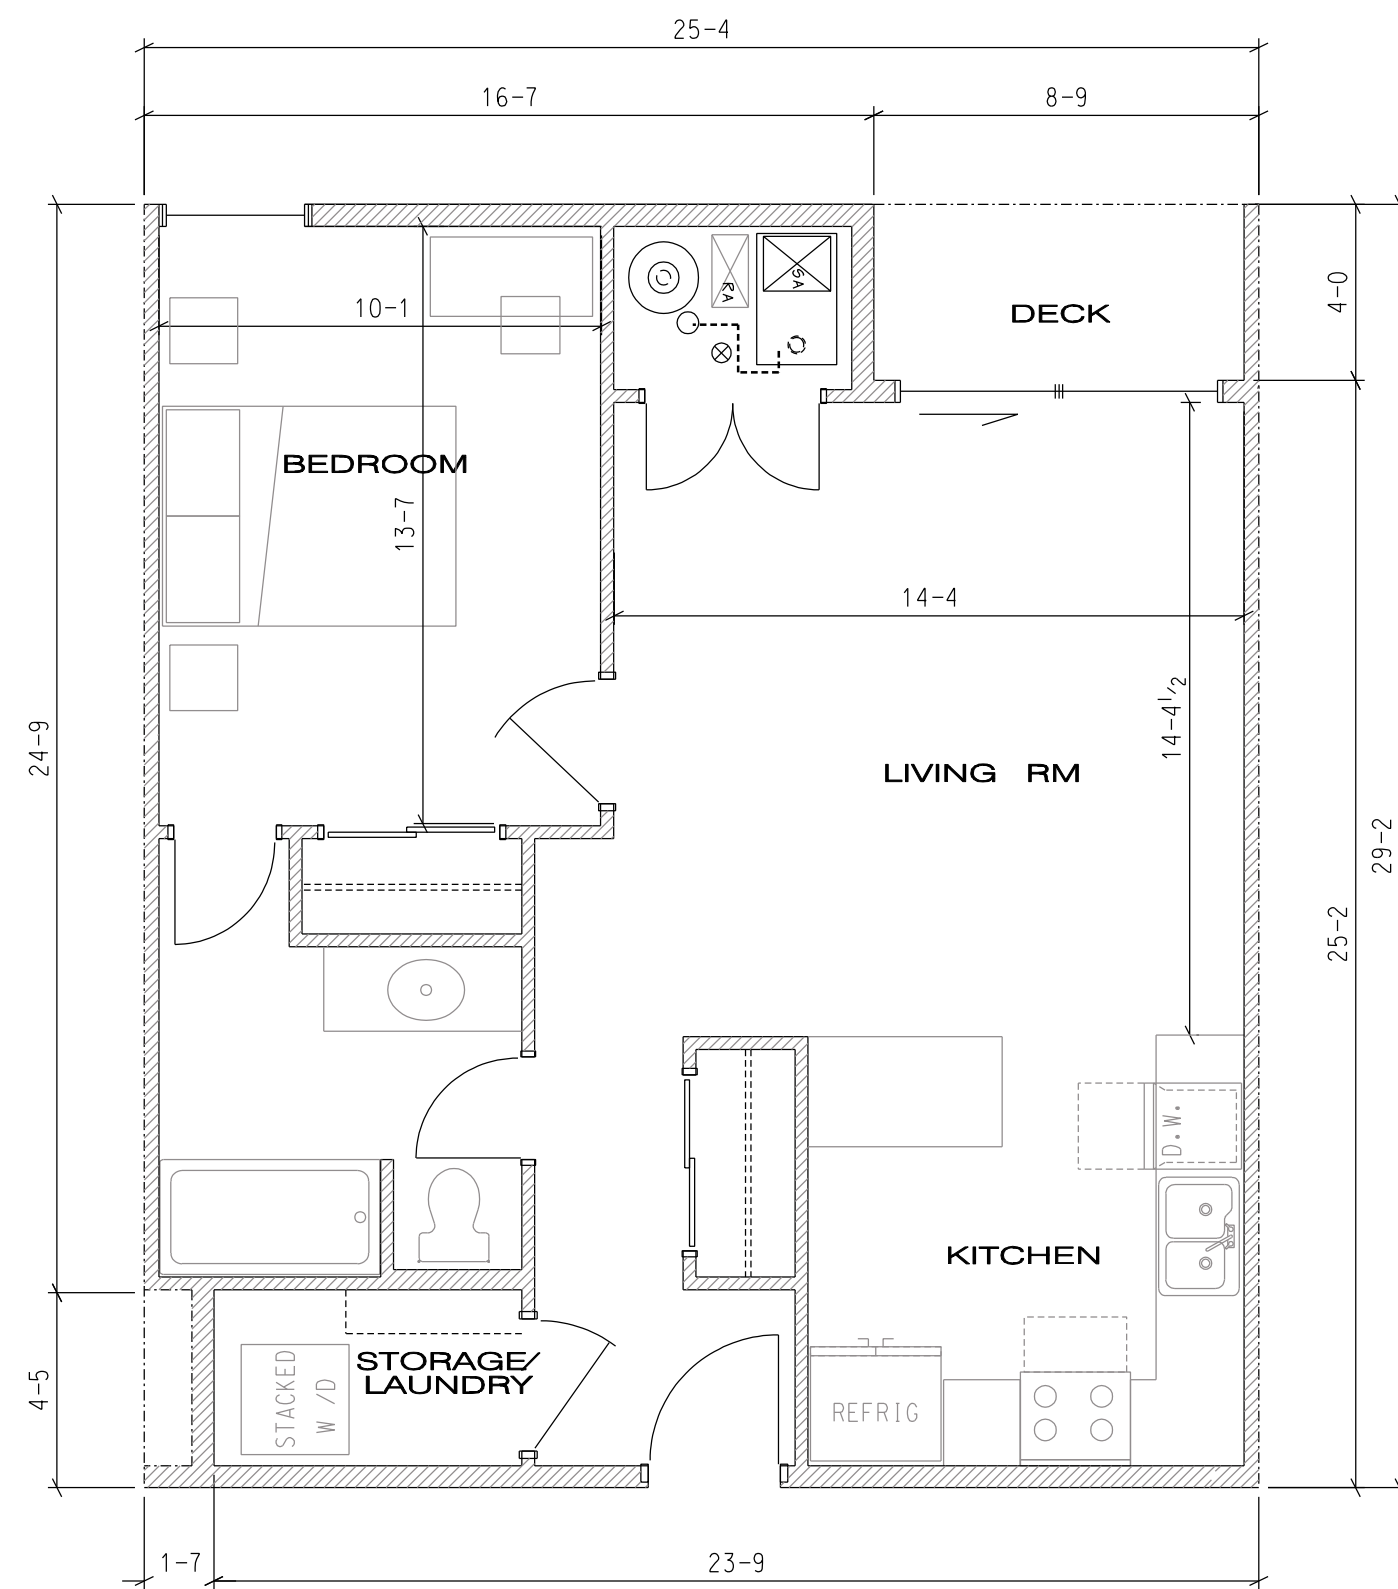 25-4
16-7
8-9
RA
SA
10-1
DECK
4-0
BEDROOM
13-7
14-4
24-9
14-4½
LIVING RM
29-2
25-2
D.W.
KITCHEN
4-5
STORAGE/
LAUNDRY
STACKED
W/D
REFRIG
1-7
23-9